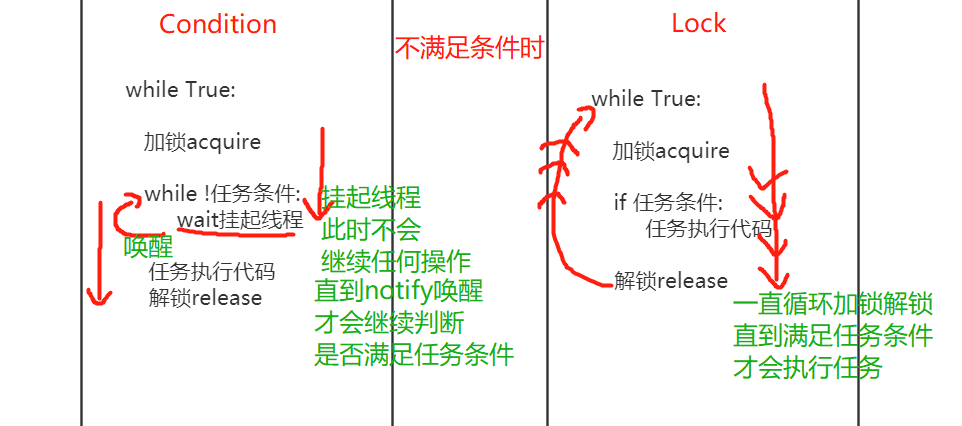 Condition
while True:
加锁acquire
while !任务条件:
wait挂起线程
唤醒
任务执行代码
解锁release
挂起线程
此时不会
继续任何操作
直到notify唤醒
才会继续判断
是否满足任务条件
不满足条件时
Lock
while True:
加锁acquire
if 任务条件:
任务执行代码
解锁release
一直循环加锁解锁
直到满足任务条件
才会执行任务